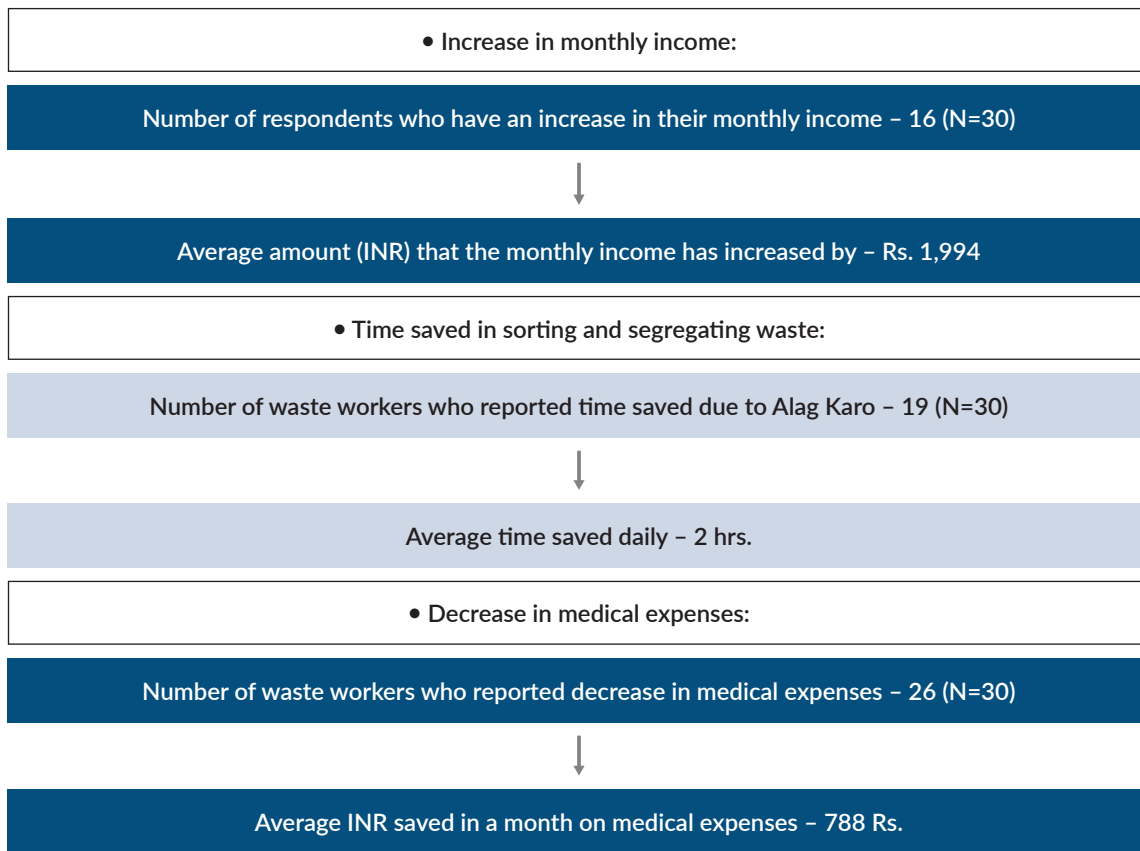 • Increase in monthly income:
Number of respondents who have an increase in their monthly income – 16 (N=30)
Average amount (INR) that the monthly income has increased by – Rs. 1,994
• Time saved in sorting and segregating waste:
Number of waste workers who reported time saved due to Alag Karo – 19 (N=30)
Average time saved daily – 2 hrs.
• Decrease in medical expenses:
Number of waste workers who reported decrease in medical expenses – 26 (N=30)
Average INR saved in a month on medical expenses – 788 Rs.